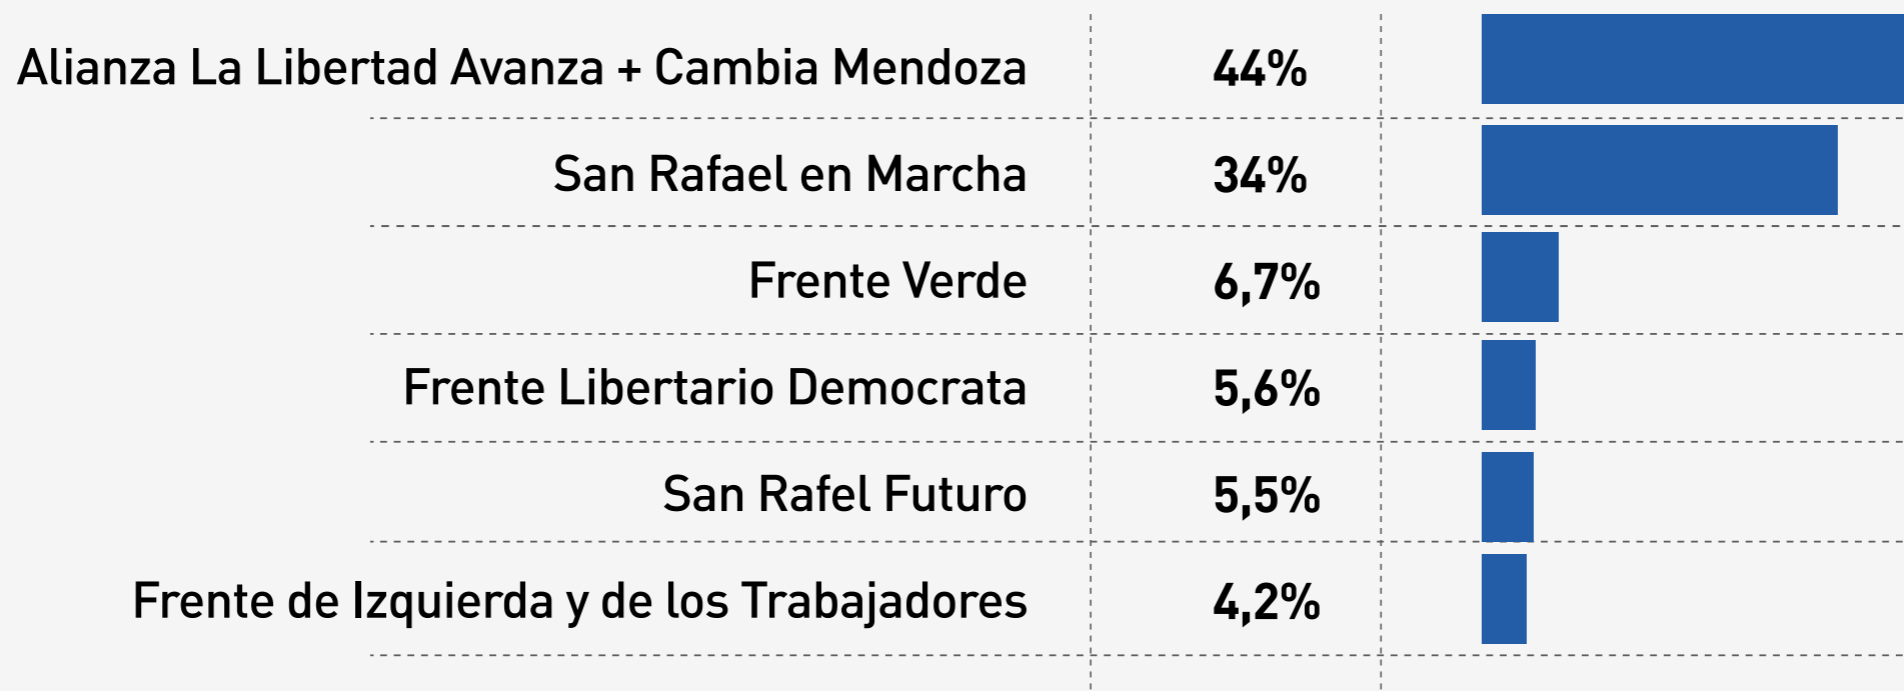 Alianza La Libertad Avanza + Cambia Mendoza 44%
San Rafael en Marcha 34%
Frente Verde 6,7%
Frente Libertario Democrata 5,6%
San Rafel Futuro 5,5%
Frente de Izquierda y de los Trabajadores 4,2%